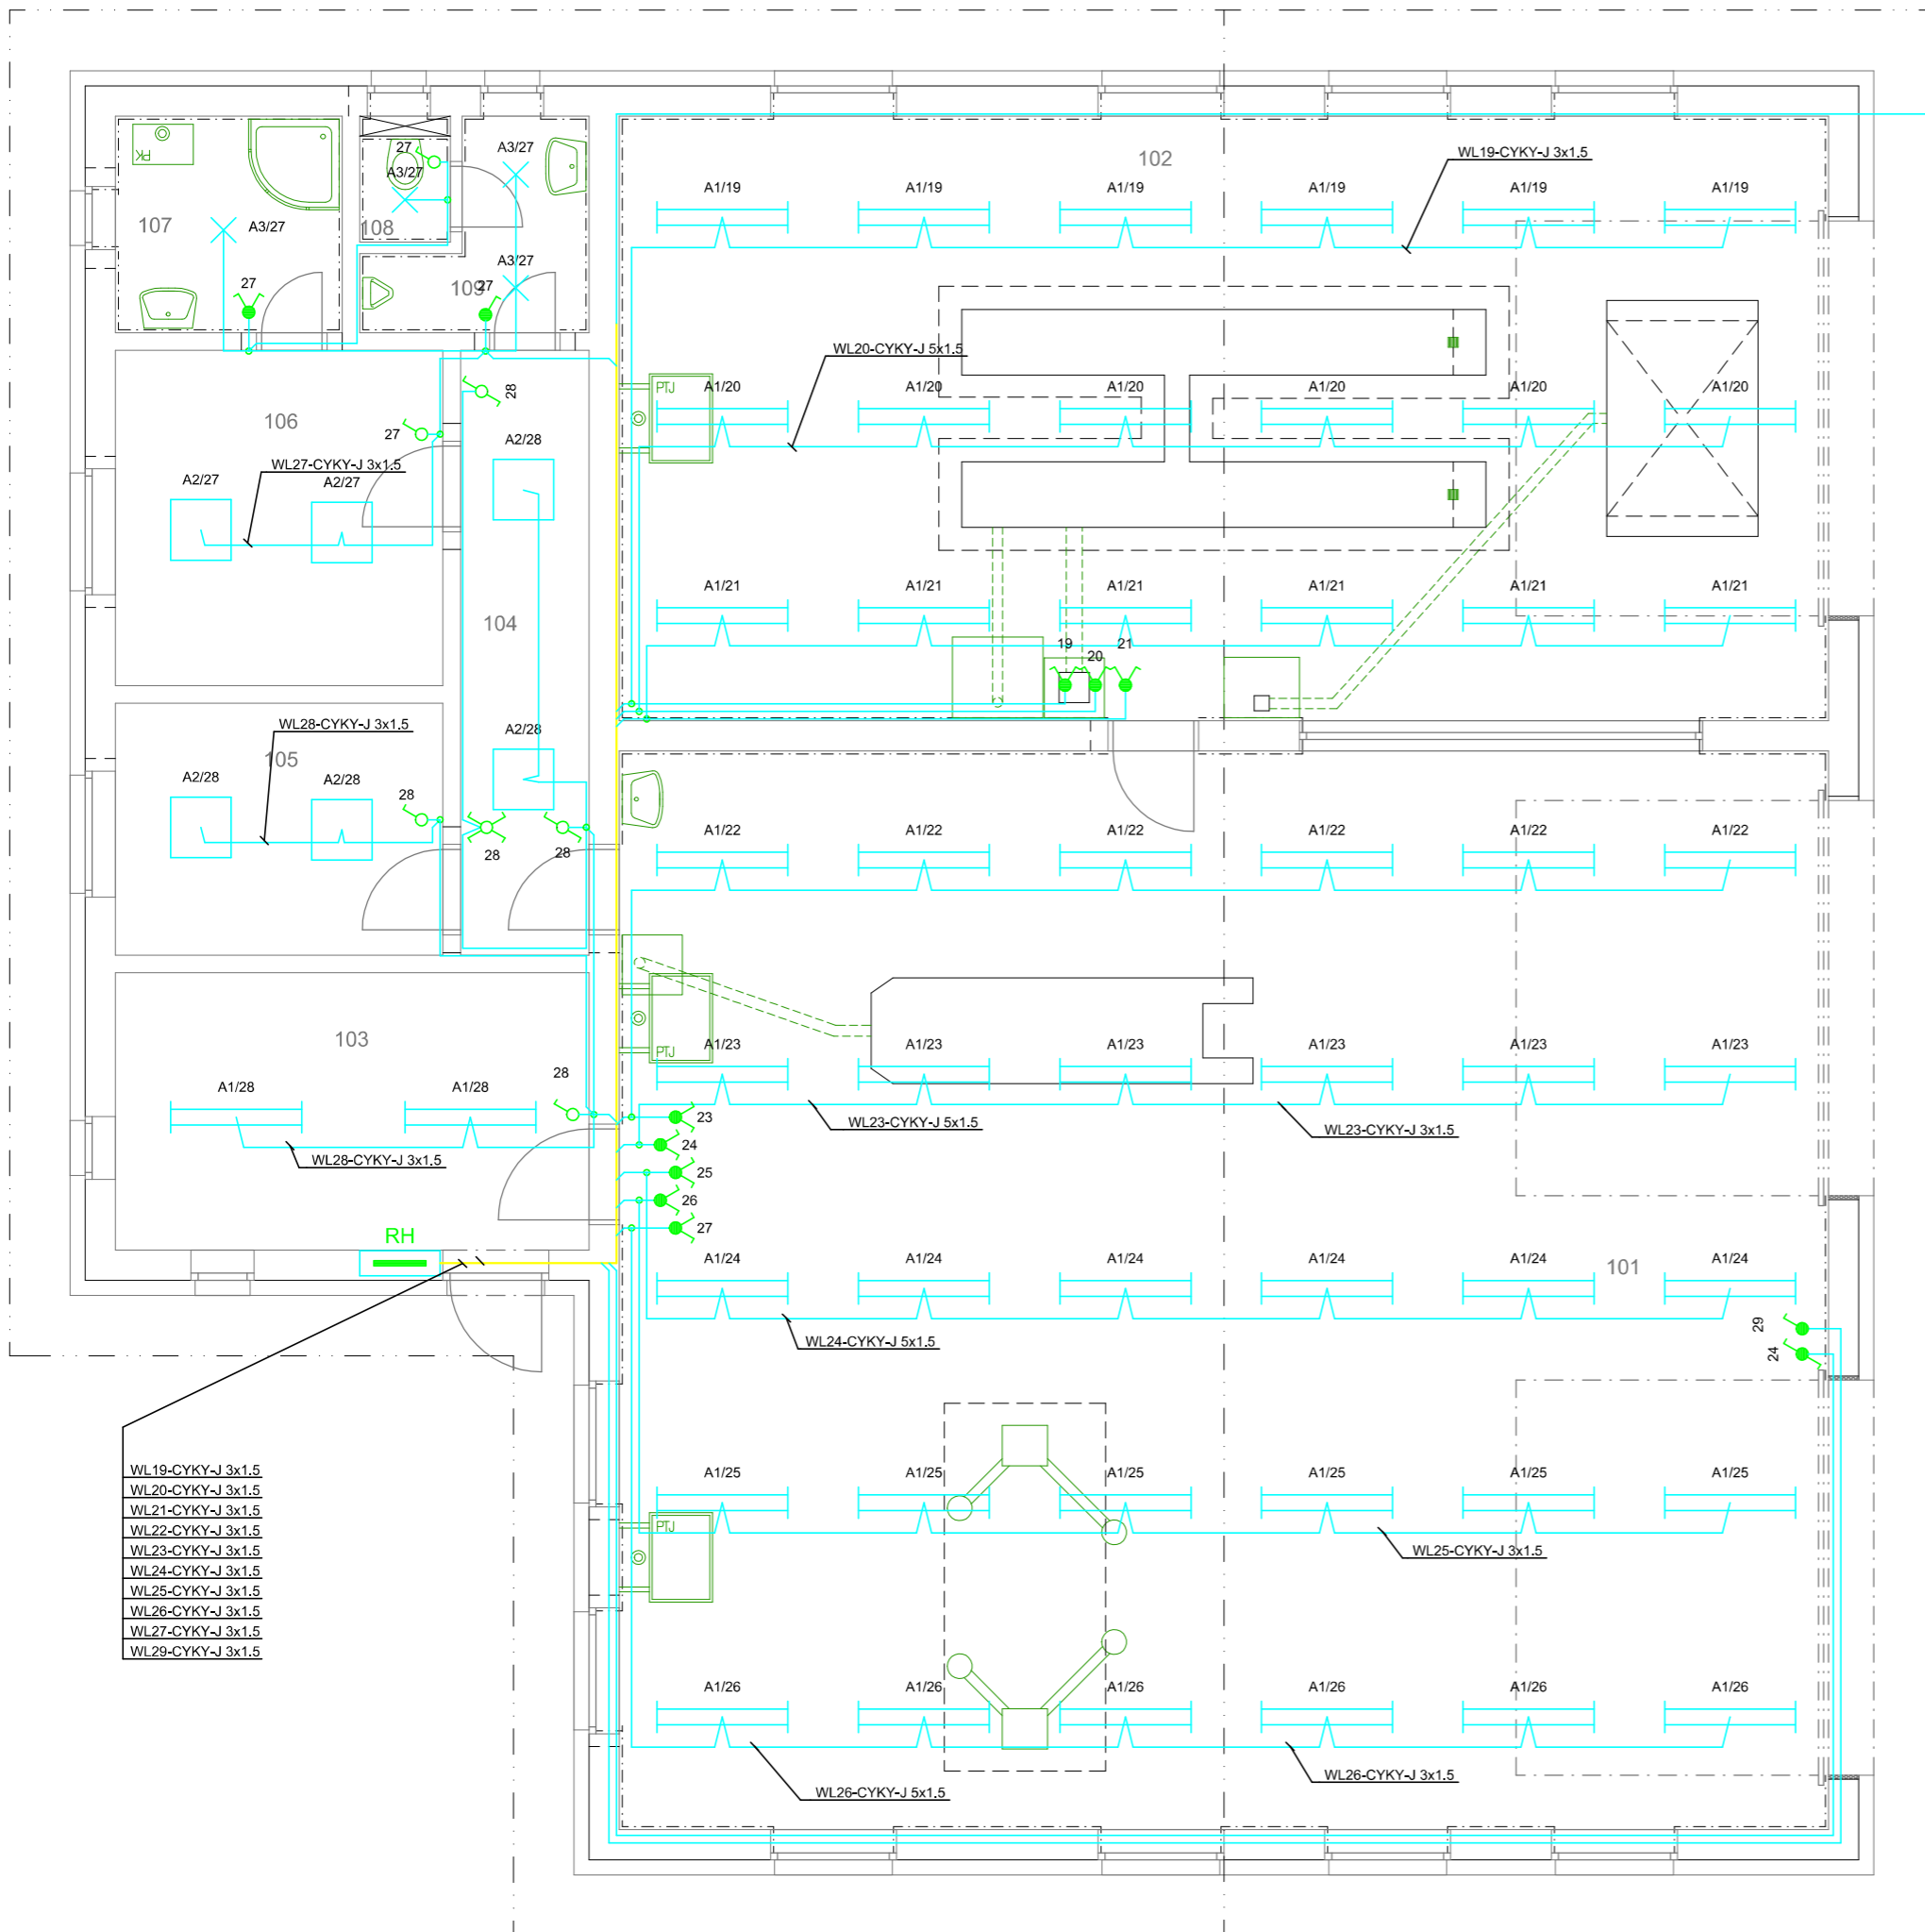 102
WL19-CYKY-J 3x1.5
27
A3/27
A3/27
PK
A1/19 A1/19 A1/19 A1/19 A1/19 A1/19
107
A3/27
108
A3/27
109
27
27
WL20-CYKY-J 5x1.5
PTJ
28
A1/20 A1/20 A1/20 A1/20 A1/20 A1/20
106
27
A2/28
WL27-CYKY-J 3x1.5
A2/27 A2/27
A1/21 A1/21 A1/21 A1/21 A1/21 A1/21
104
19
20
21
WL28-CYKY-J 3x1.5
A2/28
105
A2/28 A2/28
28
28
28
A1/22 A1/22 A1/22 A1/22 A1/22 A1/22
103
PTJ
A1/23 A1/23 A1/23 A1/23 A1/23 A1/23
A1/28 A1/28
28
23
WL23-CYKY-J 5x1.5
WL23-CYKY-J 3x1.5
24
WL28-CYKY-J 3x1.5
25
26
27
RH
A1/24 A1/24 A1/24 A1/24 A1/24 A1/24
101
29
WL24-CYKY-J 5x1.5
24
WL19-CYKY-J 3x1.5
WL20-CYKY-J 3x1.5
WL21-CYKY-J 3x1.5
WL22-CYKY-J 3x1.5
WL23-CYKY-J 3x1.5
WL24-CYKY-J 3x1.5
WL25-CYKY-J 3x1.5
WL26-CYKY-J 3x1.5
WL27-CYKY-J 3x1.5
WL29-CYKY-J 3x1.5
A1/25 A1/25 A1/25 A1/25 A1/25 A1/25
PTJ
WL25-CYKY-J 3x1.5
A1/26 A1/26 A1/26 A1/26 A1/26 A1/26
WL26-CYKY-J 5x1.5
WL26-CYKY-J 3x1.5